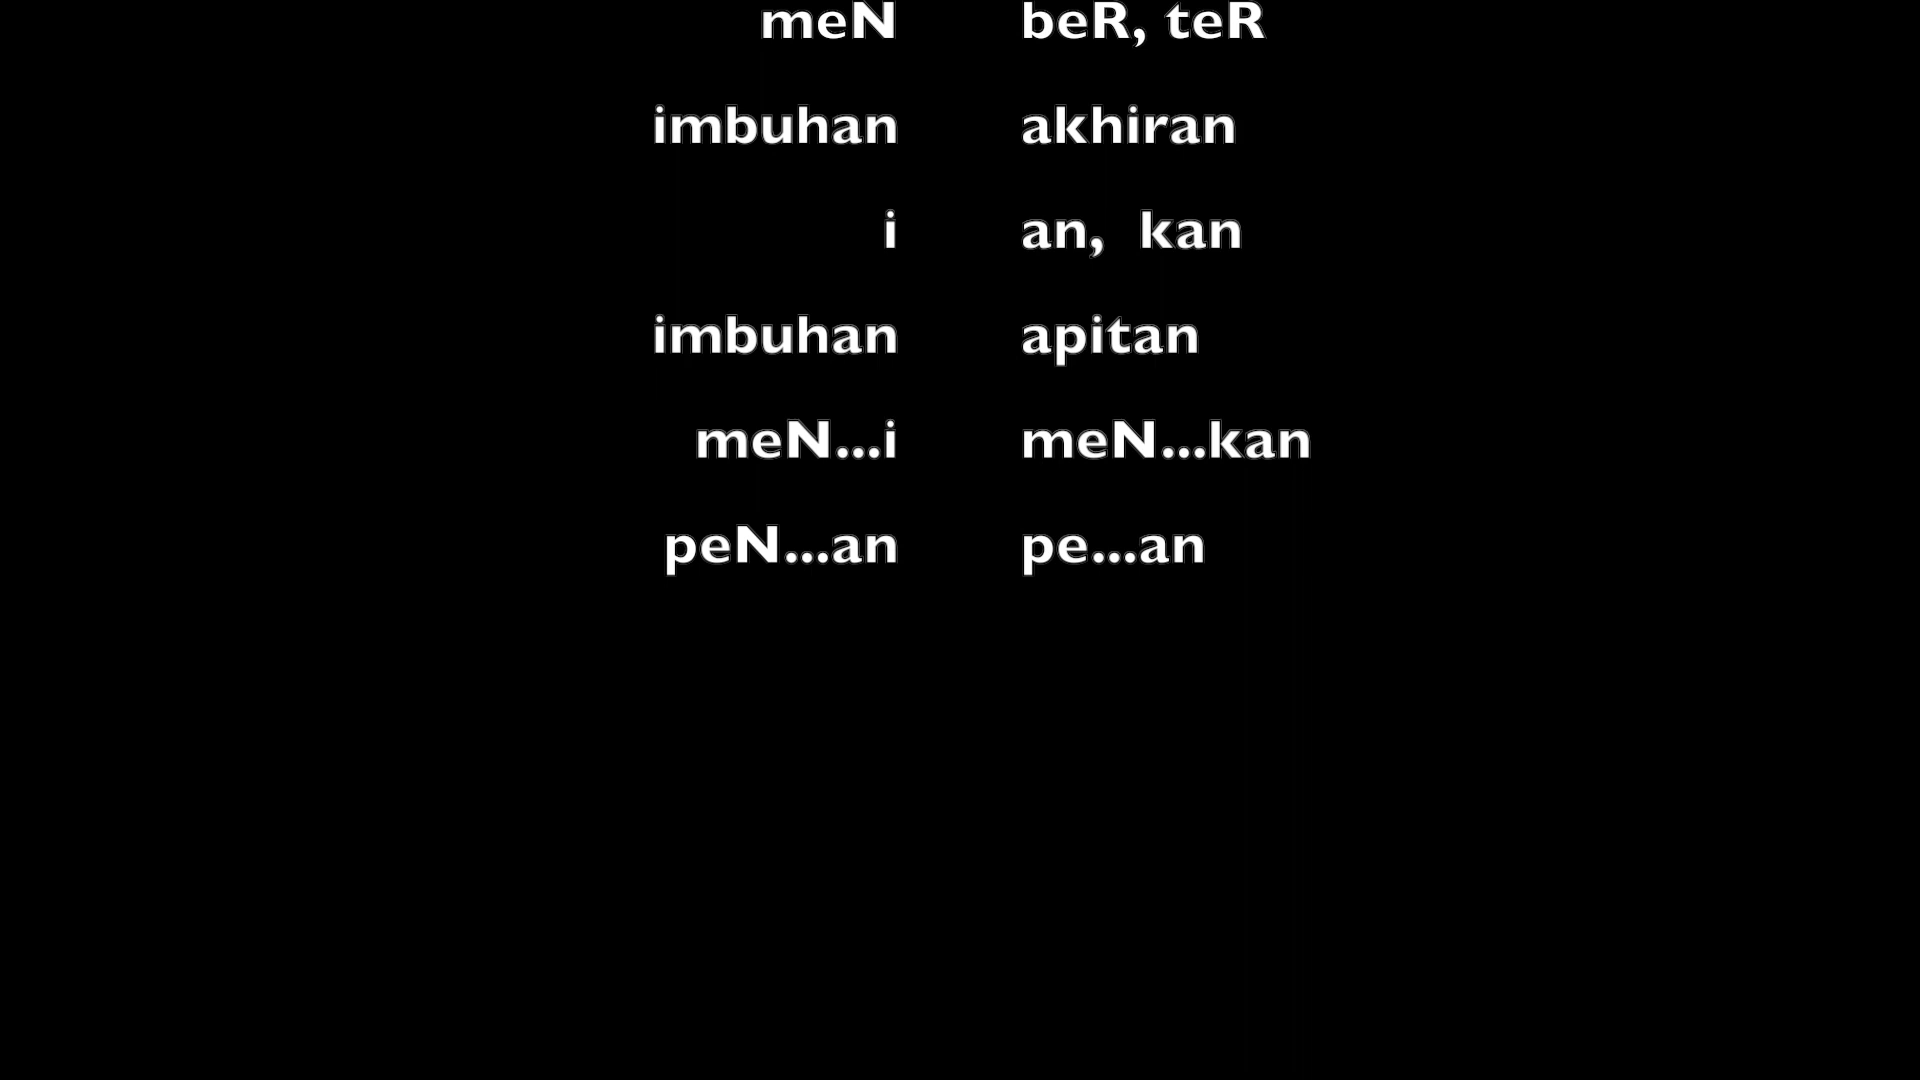 meN beR, teR
imbuhan akhiran
i an, kan
imbuhan apitan
meN...i meN...kan
peN...an pe...an